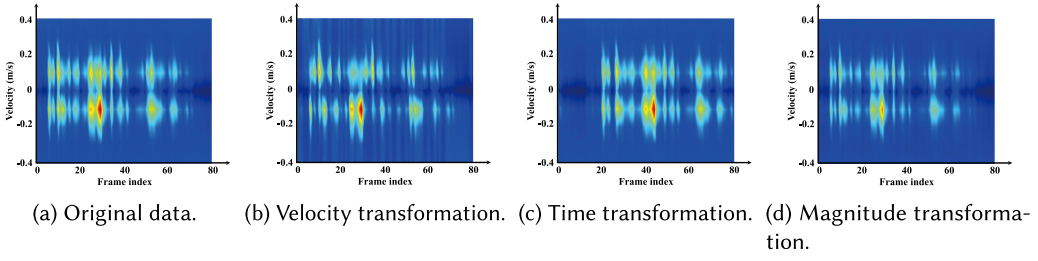 0.4
0.2
0
-0.2
-0.4
Velocity (m/s)
0 20 40 60 80
Frame index
0.4
0.2
0
-0.2
-0.4
Velocity (m/s)
0 20 40 60 80
Frame index
0.4
0.2
0
-0.2
-0.4
Velocity (m/s)
0 20 40 60 80
Frame index
0.4
0.2
0
-0.2
-0.4
Velocity (m/s)
0 20 40 60 80
Frame index
(a) Original data.
(b) Velocity transformation.
(c) Time transformation.
(d) Magnitude transforma-
tion.